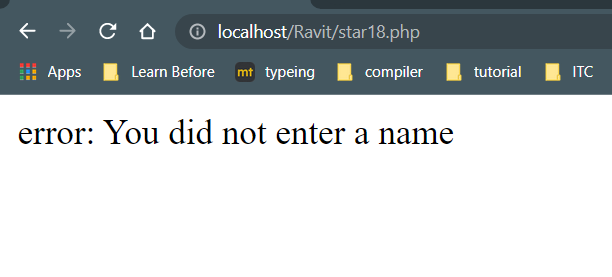 localhost/Ravit/star18.php
Apps Learn Before mt typeing compiler tutorial ITC
error: You did not enter a name